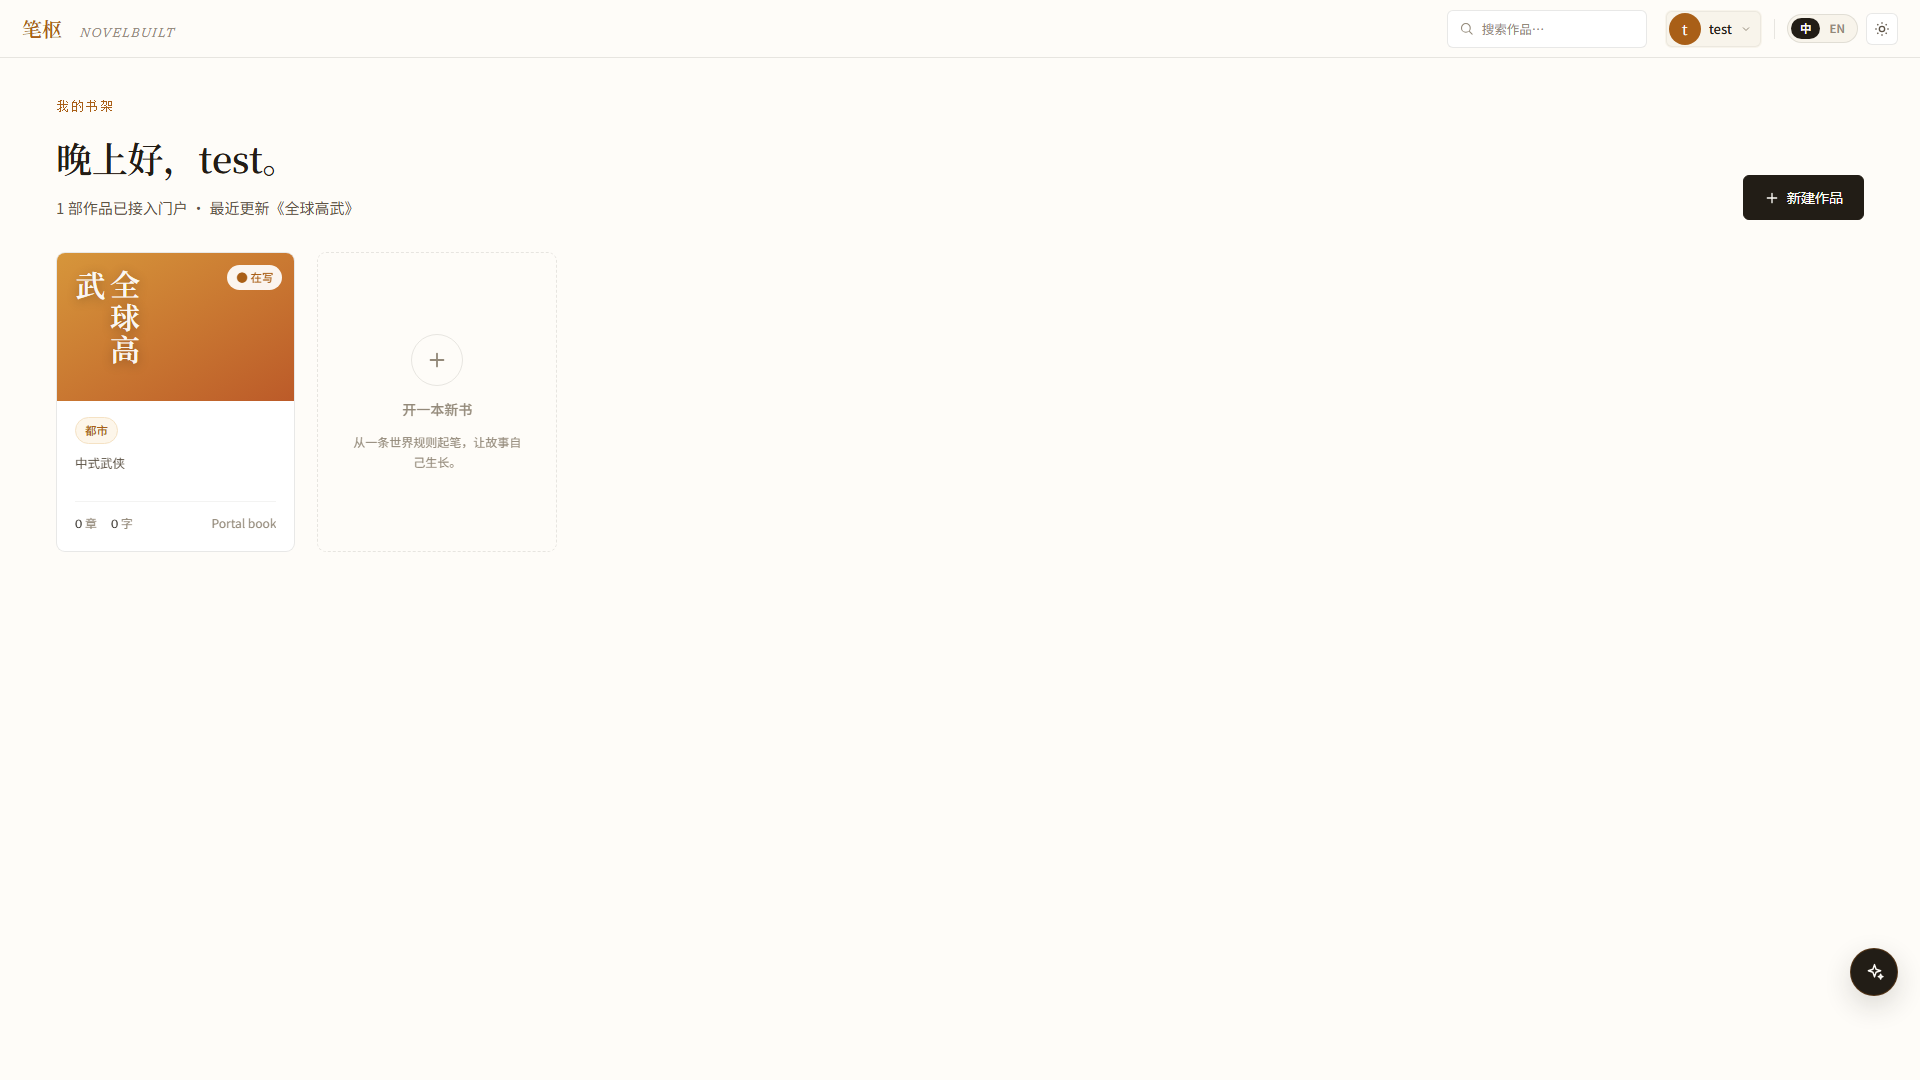 笔枢 NOVELBUILT
搜索作品…
t test
中 EN
我的书架
晚上好，test。
1 部作品已接入门户 · 最近更新《全球高武》
+ 新建作品
全球高
武
在写
都市
中式武侠
0 章 0 字 Portal book
开一本新书
从一条世界规则起笔，让故事自
己生长。